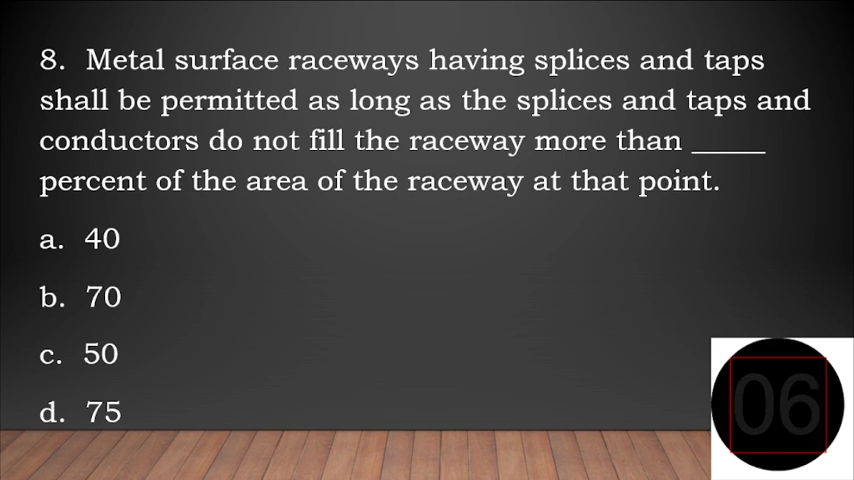 8. Metal surface raceways having splices and taps
shall be permitted as long as the splices and taps and
conductors do not fill the raceway more than _____
percent of the area of the raceway at that point.
a. 40
b. 70
c. 50
d. 75
06